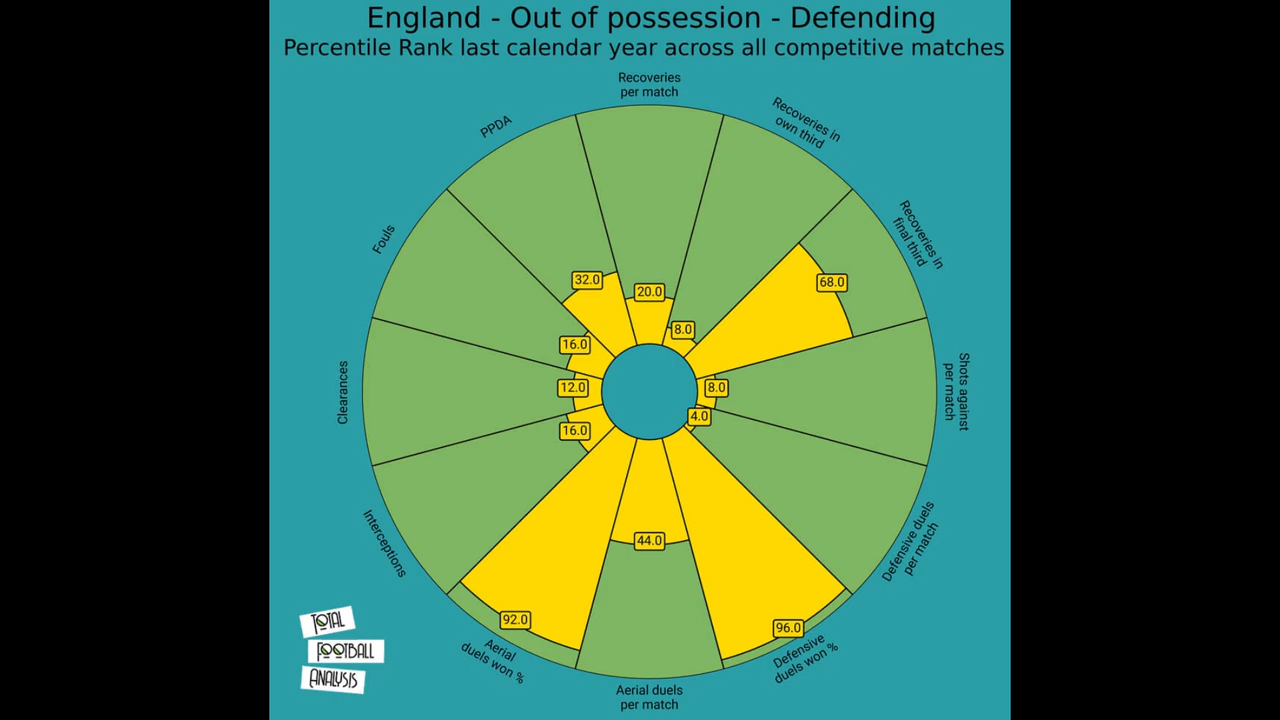 England - Out of possession - Defending
Percentile Rank last calendar year across all competitive matches
Recoveries
per match
Recoveries in
own third
Recoveries in
final third
Shots against
per match
Defensive duels
per match
Defensive
duels won %
Aerial duels
per match
Aerial
duels won %
Interceptions
Clearances
Fouls
PPDA
20.0
8.0
68.0
8.0
4.0
96.0
44.0
92.0
16.0
12.0
16.0
32.0
TOTAL
FOOTBALL
ANALYSIS